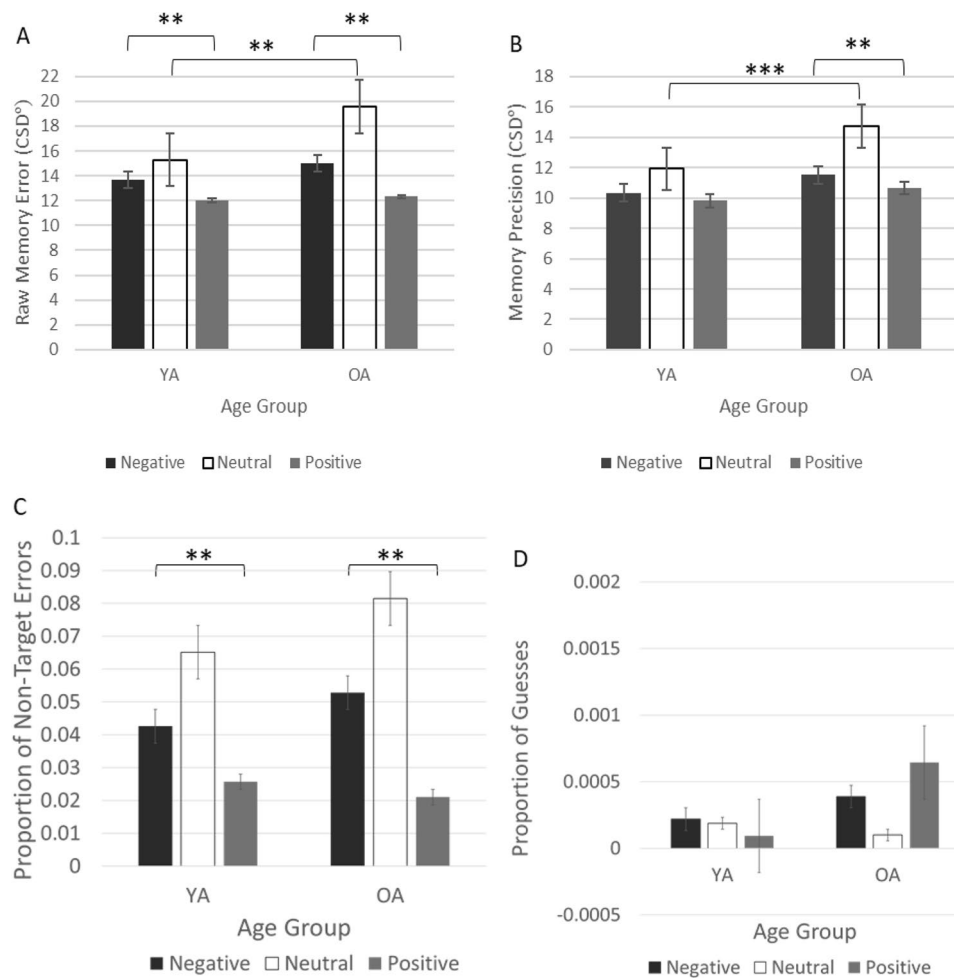 A
** ** **
Raw Memory Error (CSD°)
22
20
18
16
14
12
10
8
6
4
2
0
YA OA
Age Group
Negative Neutral Positive
B
*** **
Memory Precision (CSD°)
18
16
14
12
10
8
6
4
2
0
YA OA
Age Group
Negative Neutral Positive
C
** **
Proportion of Non-Target Errors
0.1
0.09
0.08
0.07
0.06
0.05
0.04
0.03
0.02
0.01
0
YA OA
Age Group
Negative Neutral Positive
D
Proportion of Guesses
0.002
0.0015
0.001
0.0005
0
-0.0005
YA OA
Age Group
Negative Neutral Positive